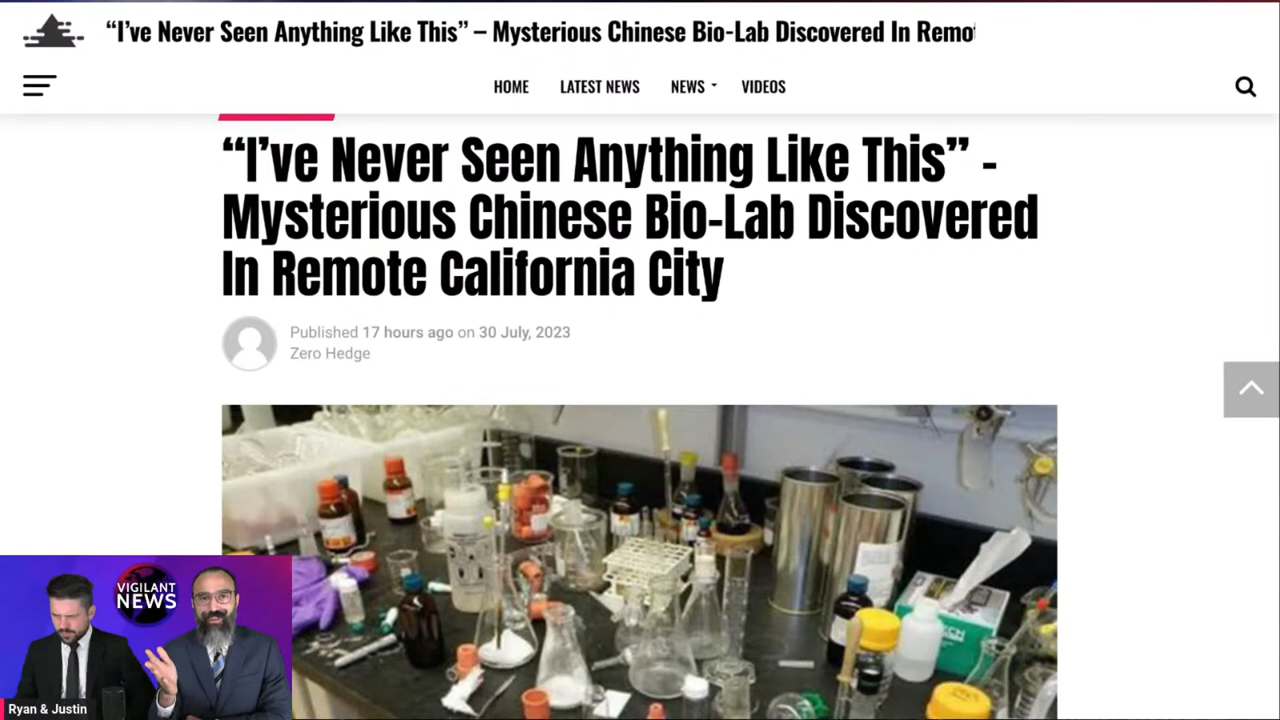 “I’ve Never Seen Anything Like This” – Mysterious Chinese Bio-Lab Discovered In Remo
HOME LATEST NEWS NEWS VIDEOS
“I’ve Never Seen Anything Like This” –
Mysterious Chinese Bio-Lab Discovered
In Remote California City
Published 17 hours ago on 30 July, 2023
Zero Hedge
VIGILANT
NEWS
Ryan & Justin